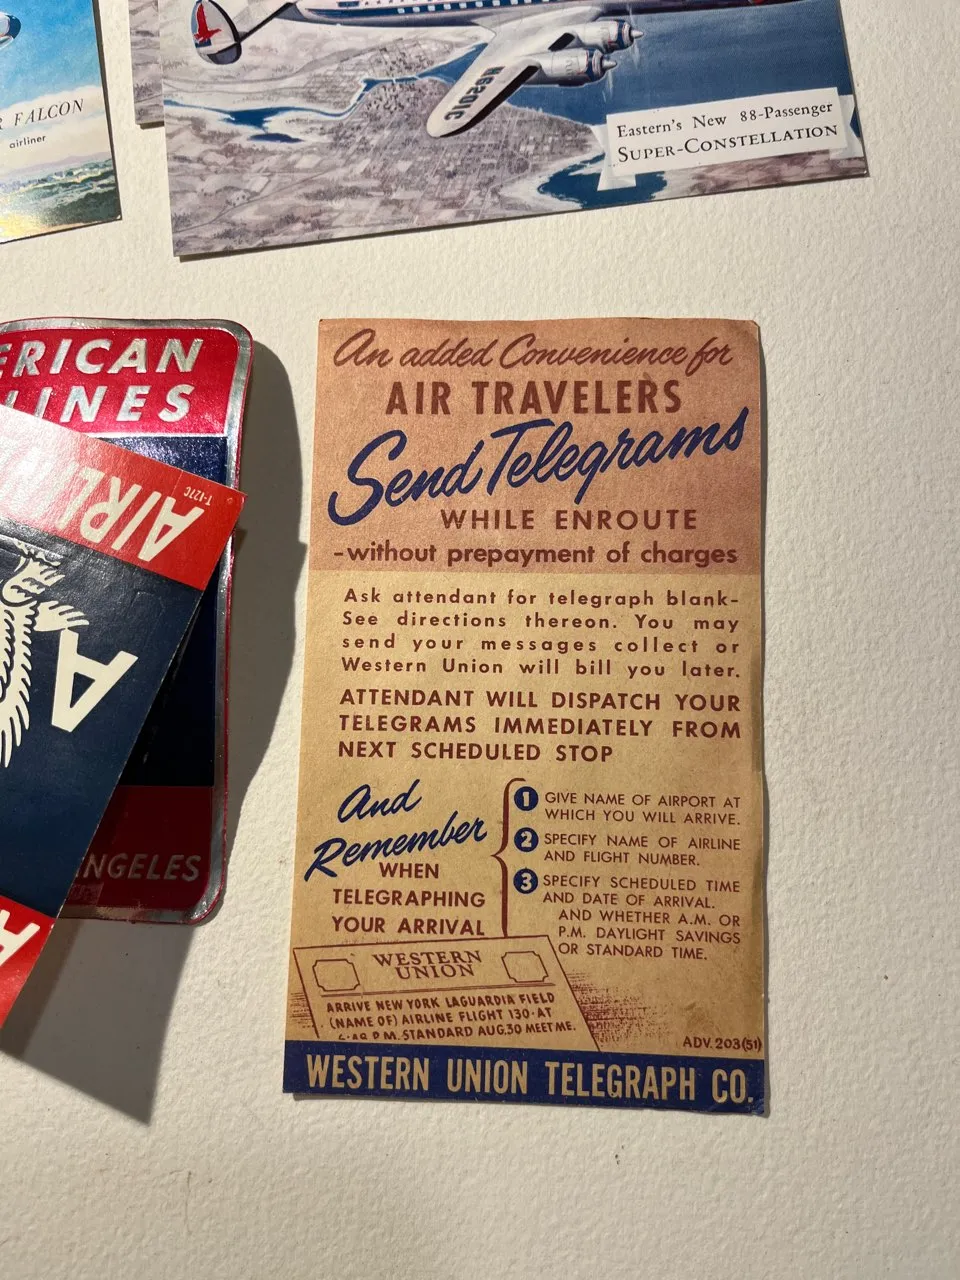 FALCON
airliner
N6201C
Eastern's New 88-Passenger
SUPER-CONSTELLATION
ERICAN
LINES
T-127C
A
ANGELES
An added Convenience for
AIR TRAVELERS
Send Telegrams
WHILE ENROUTE
-without prepayment of charges
Ask attendant for telegraph blank-
See directions thereon. You may
send your messages collect or
Western Union will bill you later.
ATTENDANT WILL DISPATCH YOUR
TELEGRAMS IMMEDIATELY FROM
NEXT SCHEDULED STOP
And
Remember
WHEN
TELEGRAPHING
YOUR ARRIVAL
1 GIVE NAME OF AIRPORT AT
WHICH YOU WILL ARRIVE.
2 SPECIFY NAME OF AIRLINE
AND FLIGHT NUMBER.
3 SPECIFY SCHEDULED TIME
AND DATE OF ARRIVAL.
AND WHETHER A.M. OR
P.M. DAYLIGHT SAVINGS
OR STANDARD TIME.
WESTERN
UNION
ARRIVE NEW YORK LAGUARDIA FIELD
(NAME OF) AIRLINE FLIGHT 130 AT
P.M. STANDARD AUG.30 MEET ME.
ADV. 203(51)
WESTERN UNION TELEGRAPH CO.